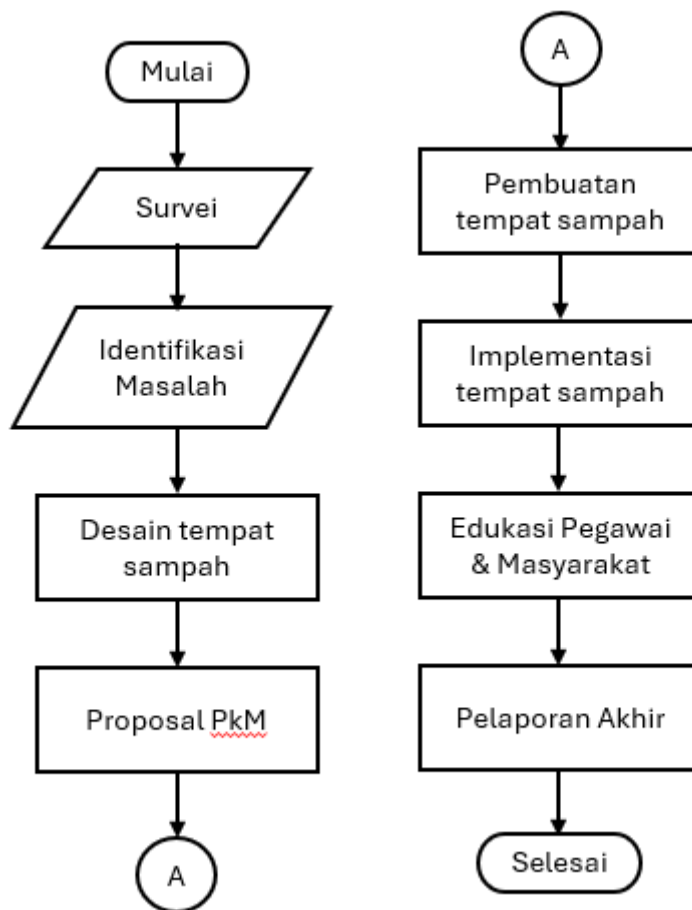 Mulai
Survei
Identifikasi
Masalah
Desain tempat
sampah
Proposal PkM
A
A
Pembuatan
tempat sampah
Implementasi
tempat sampah
Edukasi Pegawai
& Masyarakat
Pelaporan Akhir
Selesai